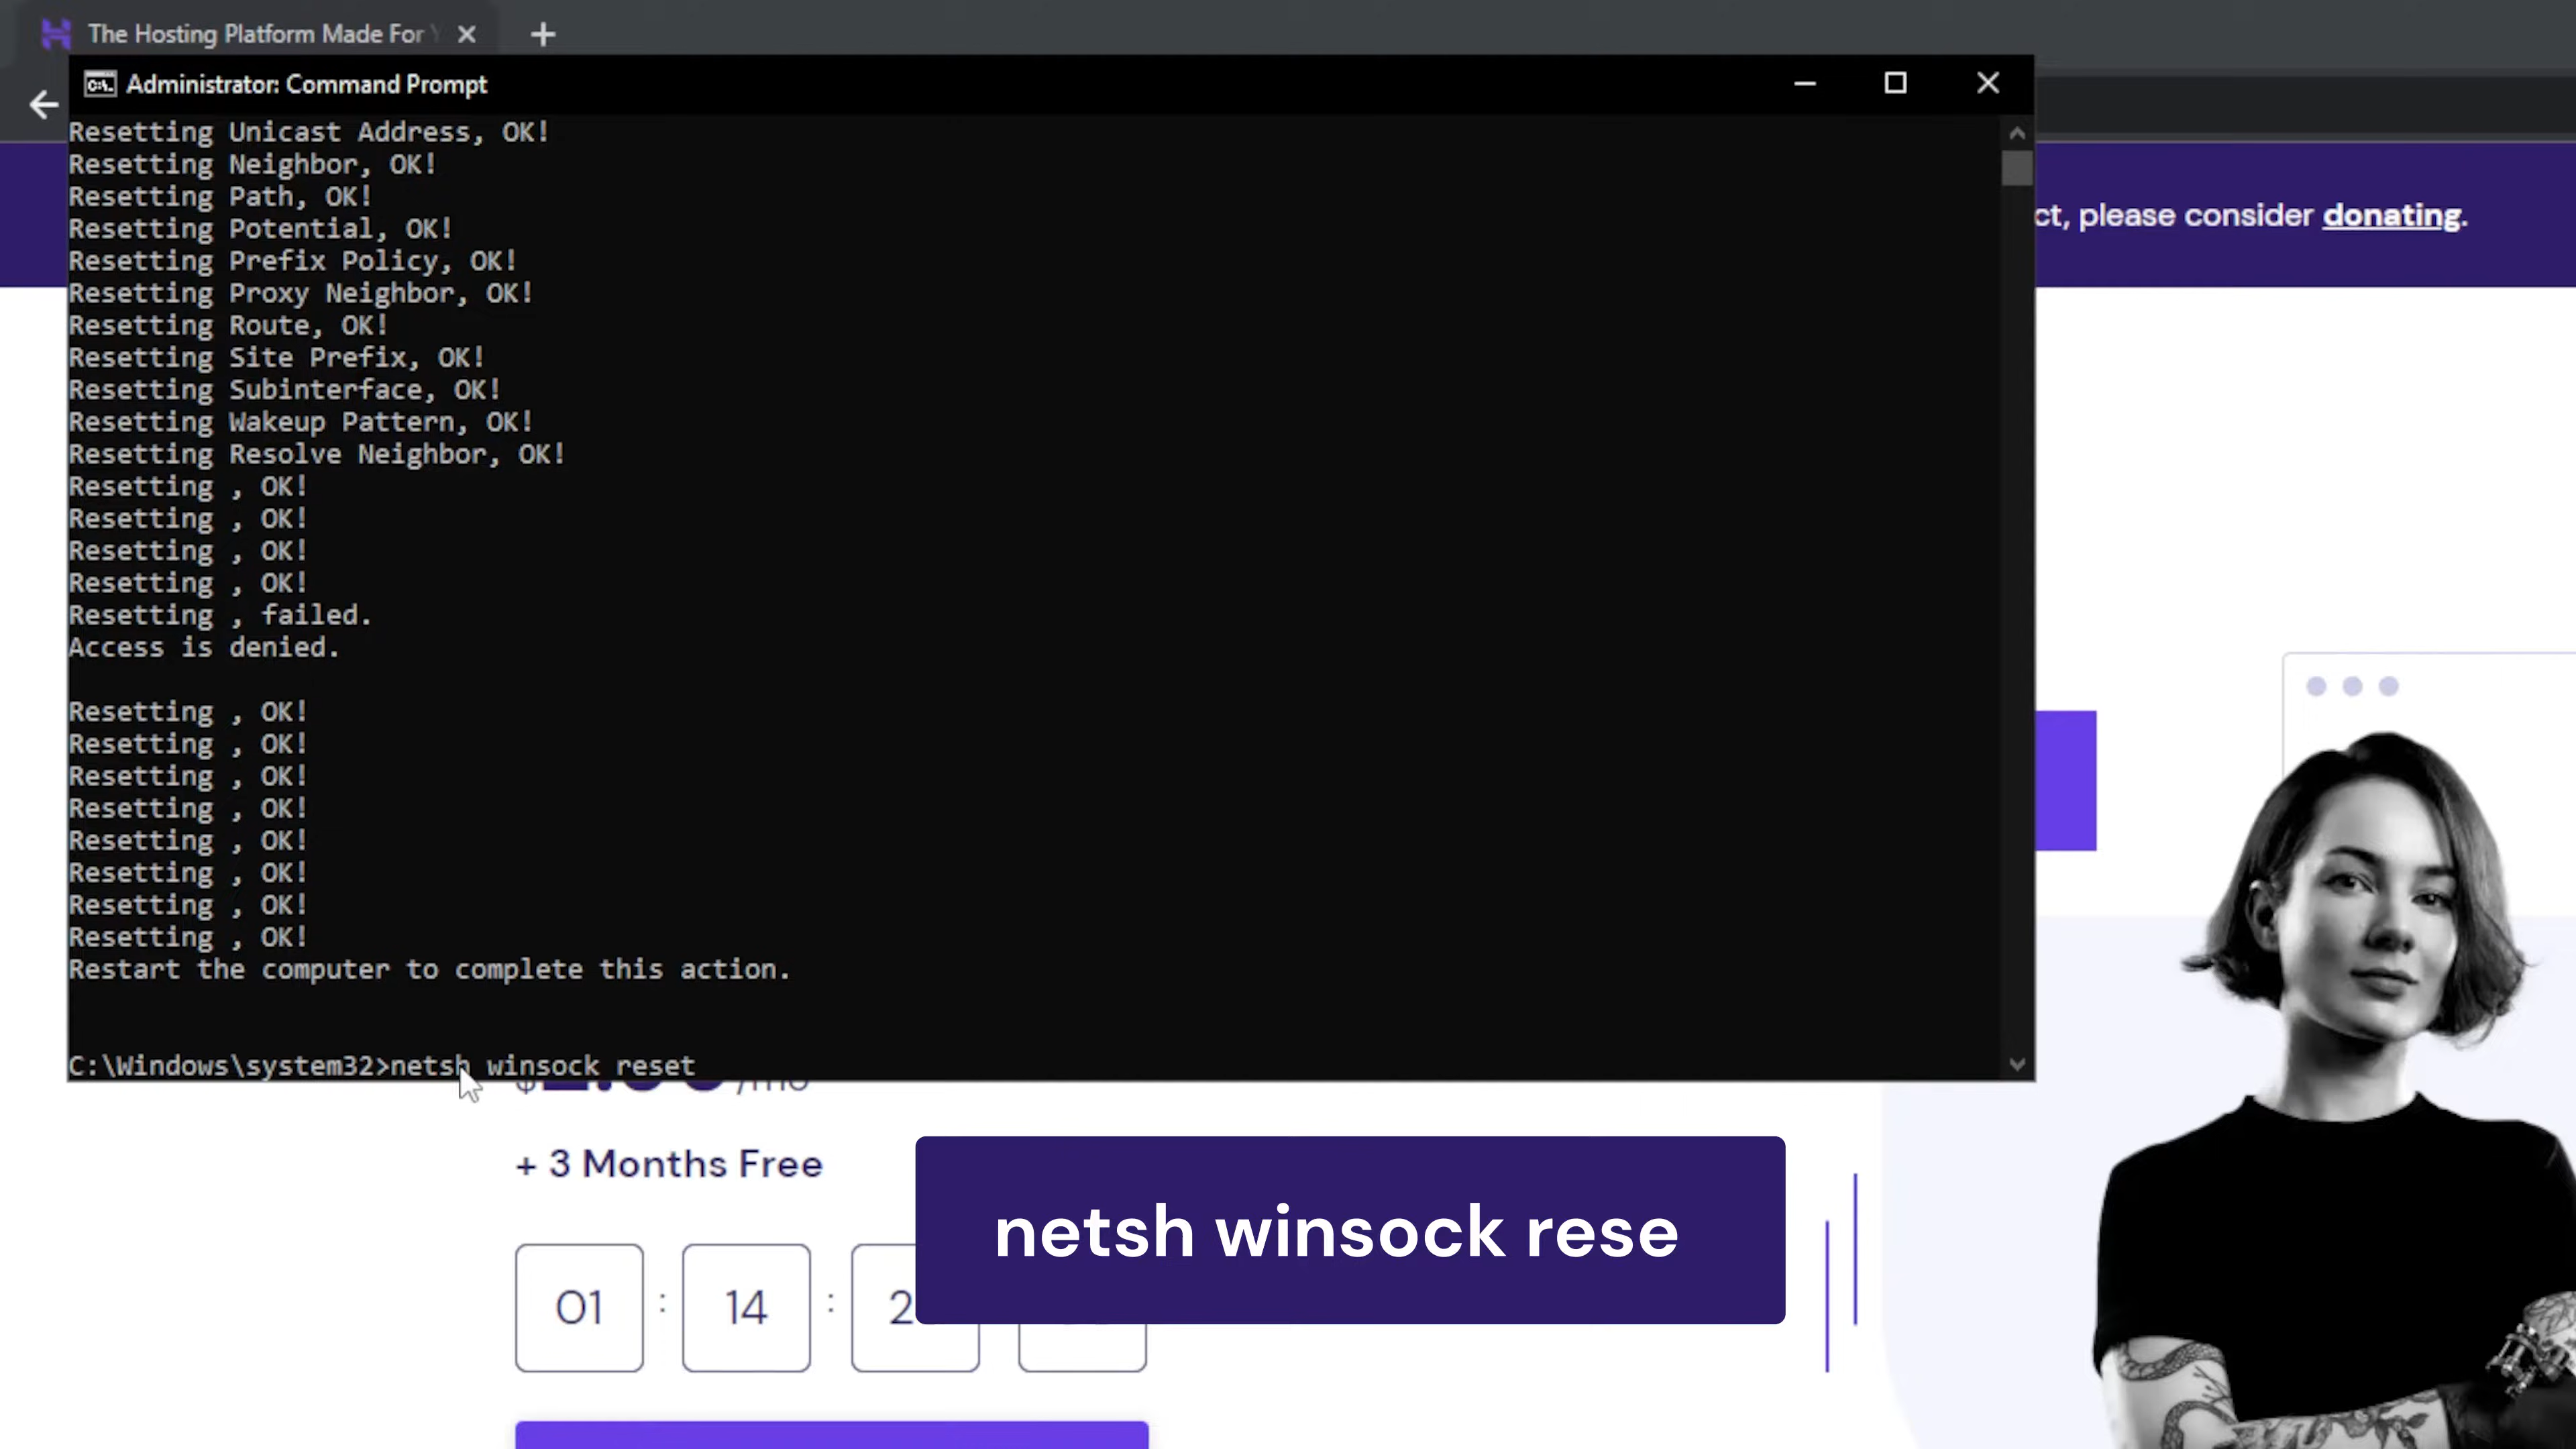 The Hosting Platform Made For
Administrator: Command Prompt
Resetting Unicast Address, OK!
Resetting Neighbor, OK!
Resetting Path, OK!
Resetting Potential, OK!
Resetting Prefix Policy, OK!
Resetting Proxy Neighbor, OK!
Resetting Route, OK!
Resetting Site Prefix, OK!
Resetting Subinterface, OK!
Resetting Wakeup Pattern, OK!
Resetting Resolve Neighbor, OK!
Resetting , OK!
Resetting , OK!
Resetting , OK!
Resetting , OK!
Resetting , failed.
Access is denied.
Resetting , OK!
Resetting , OK!
Resetting , OK!
Resetting , OK!
Resetting , OK!
Resetting , OK!
Resetting , OK!
Resetting , OK!
Restart the computer to complete this action.
C:\Windows\system32>netsh winsock reset
ct, please consider donating.
/mo
+ 3 Months Free
01 : 14 : 2
netsh winsock rese